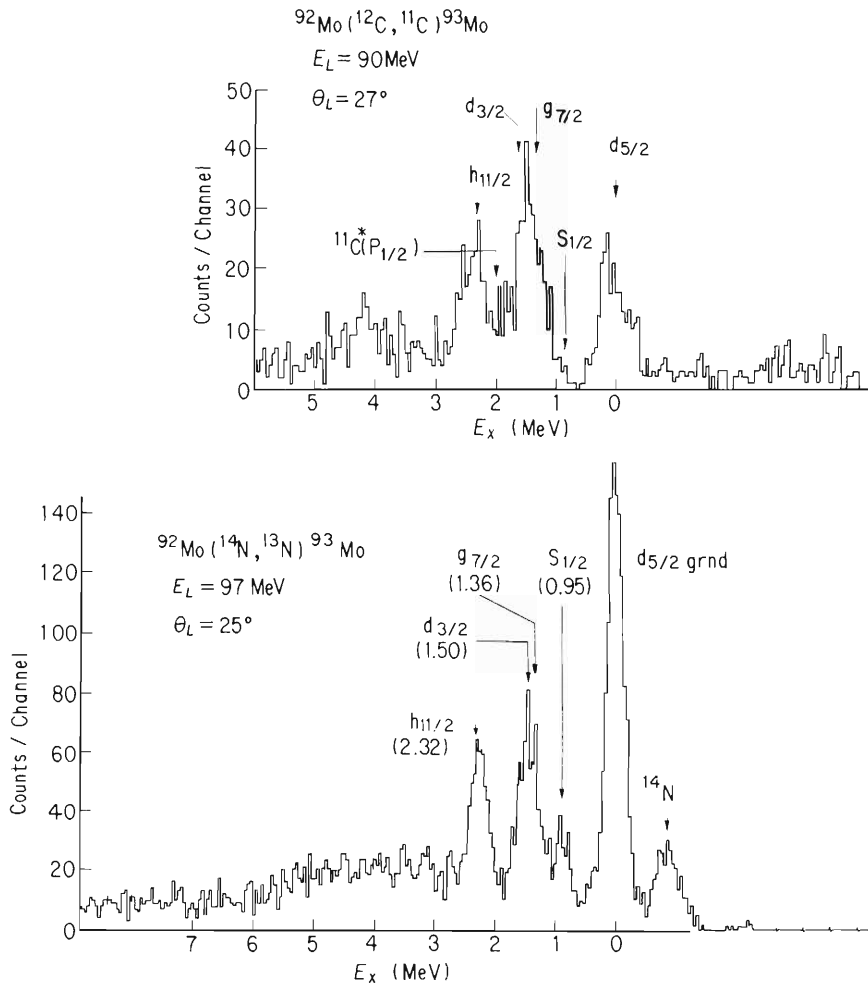 ⁹²Mo(¹²C, ¹¹C)⁹³Mo
E_L = 90 MeV
θ_L = 27°
50
40
30
20
10
0
Counts / Channel
d3/2
g7/2
d5/2
h11/2
¹¹C*(P1/2)
S1/2
5 4 3 2 1 0
E_x (MeV)
⁹²Mo(¹⁴N, ¹³N)⁹³Mo
E_L = 97 MeV
θ_L = 25°
140
120
100
80
60
40
20
0
Counts / Channel
g7/2
(1.36)
S1/2
(0.95)
d5/2 grnd
d3/2
(1.50)
h11/2
(2.32)
¹⁴N
7 6 5 4 3 2 1 0
E_x (MeV)